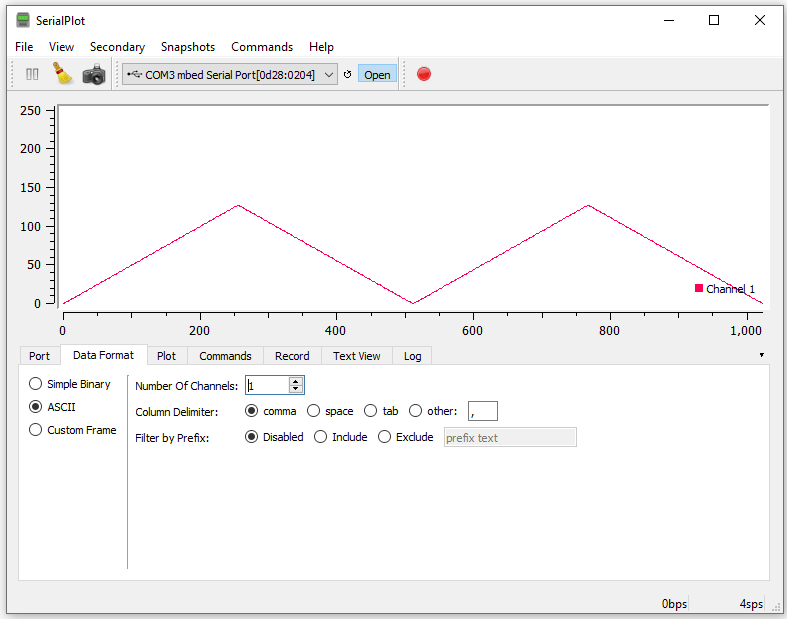 SerialPlot
File View Secondary Snapshots Commands Help
COM3 mbed Serial Port[0d28:0204] Open
250
200
150
100
50
0
Channel 1
0 200 400 600 800 1,000
Port Data Format Plot Commands Record Text View Log
Simple Binary
ASCII
Custom Frame
Number Of Channels: 1
Column Delimiter: comma space tab other: ,
Filter by Prefix: Disabled Include Exclude prefix text
0bps 4sps